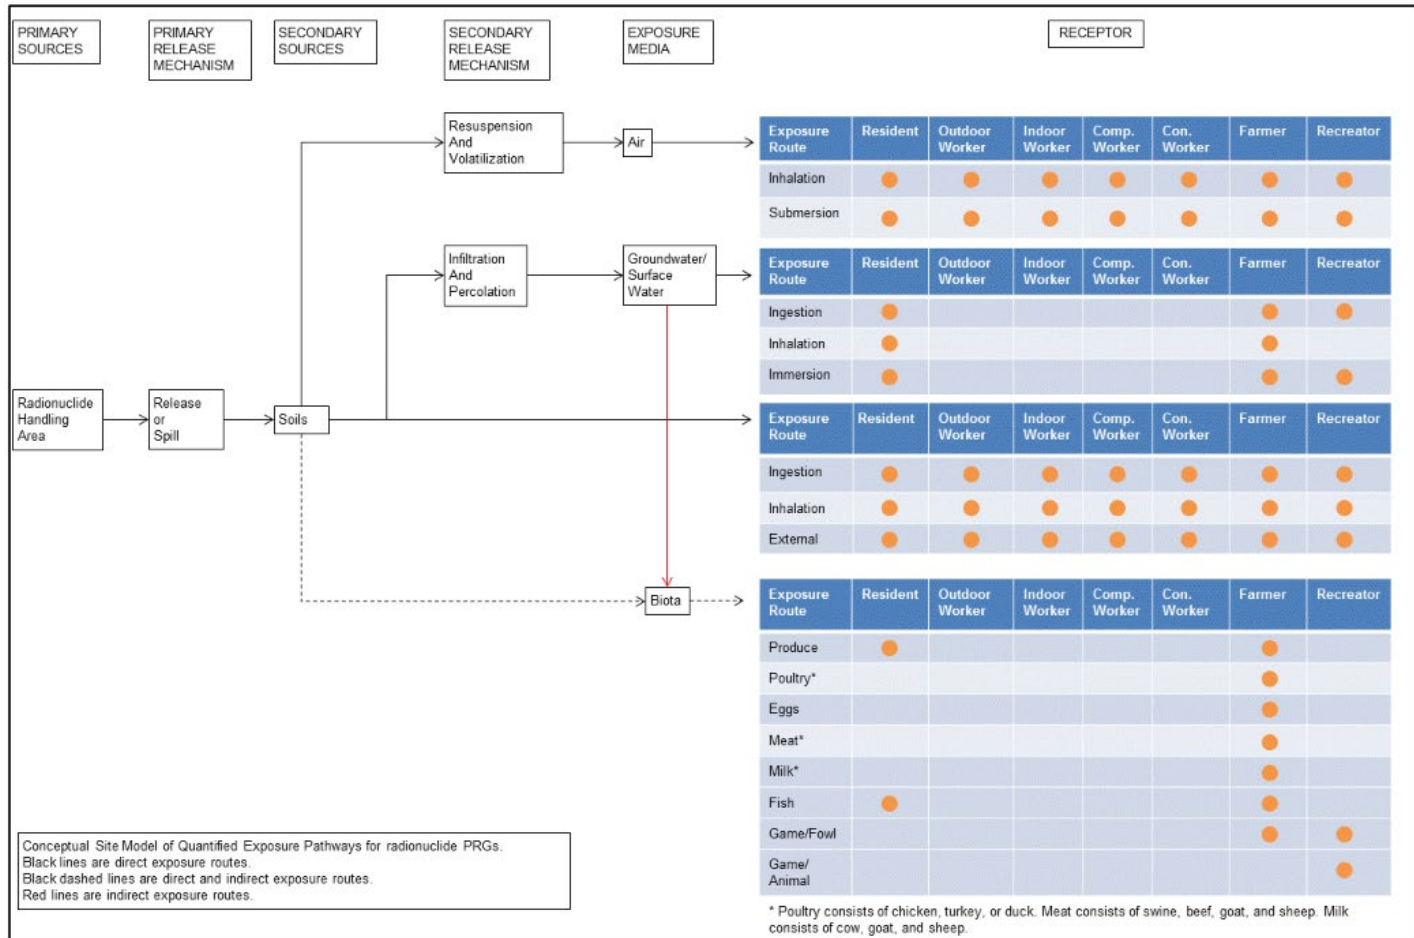 PRIMARY
SOURCES
PRIMARY
RELEASE
MECHANISM
SECONDARY
SOURCES
SECONDARY
RELEASE
MECHANISM
EXPOSURE
MEDIA
RECEPTOR
Resuspension
And
Volatilization
Air
Exposure Route Resident Outdoor Worker Indoor Worker Comp. Worker Con. Worker Farmer Recreator
Inhalation
Submersion
Infiltration
And
Percolation
Groundwater/
Surface
Water
Exposure Route Resident Outdoor Worker Indoor Worker Comp. Worker Con. Worker Farmer Recreator
Ingestion
Inhalation
Immersion
Radionuclide
Handling
Area
Release
or
Spill
Soils
Exposure Route Resident Outdoor Worker Indoor Worker Comp. Worker Con. Worker Farmer Recreator
Ingestion
Inhalation
External
Biota
Exposure Route Resident Outdoor Worker Indoor Worker Comp. Worker Con. Worker Farmer Recreator
Produce
Poultry*
Eggs
Meat*
Milk*
Fish
Game/Fowl
Game/
Animal
Conceptual Site Model of Quantified Exposure Pathways for radionuclide PRGs.
Black lines are direct exposure routes.
Black dashed lines are direct and indirect exposure routes.
Red lines are indirect exposure routes.
* Poultry consists of chicken, turkey, or duck. Meat consists of swine, beef, goat, and sheep. Milk
consists of cow, goat, and sheep.